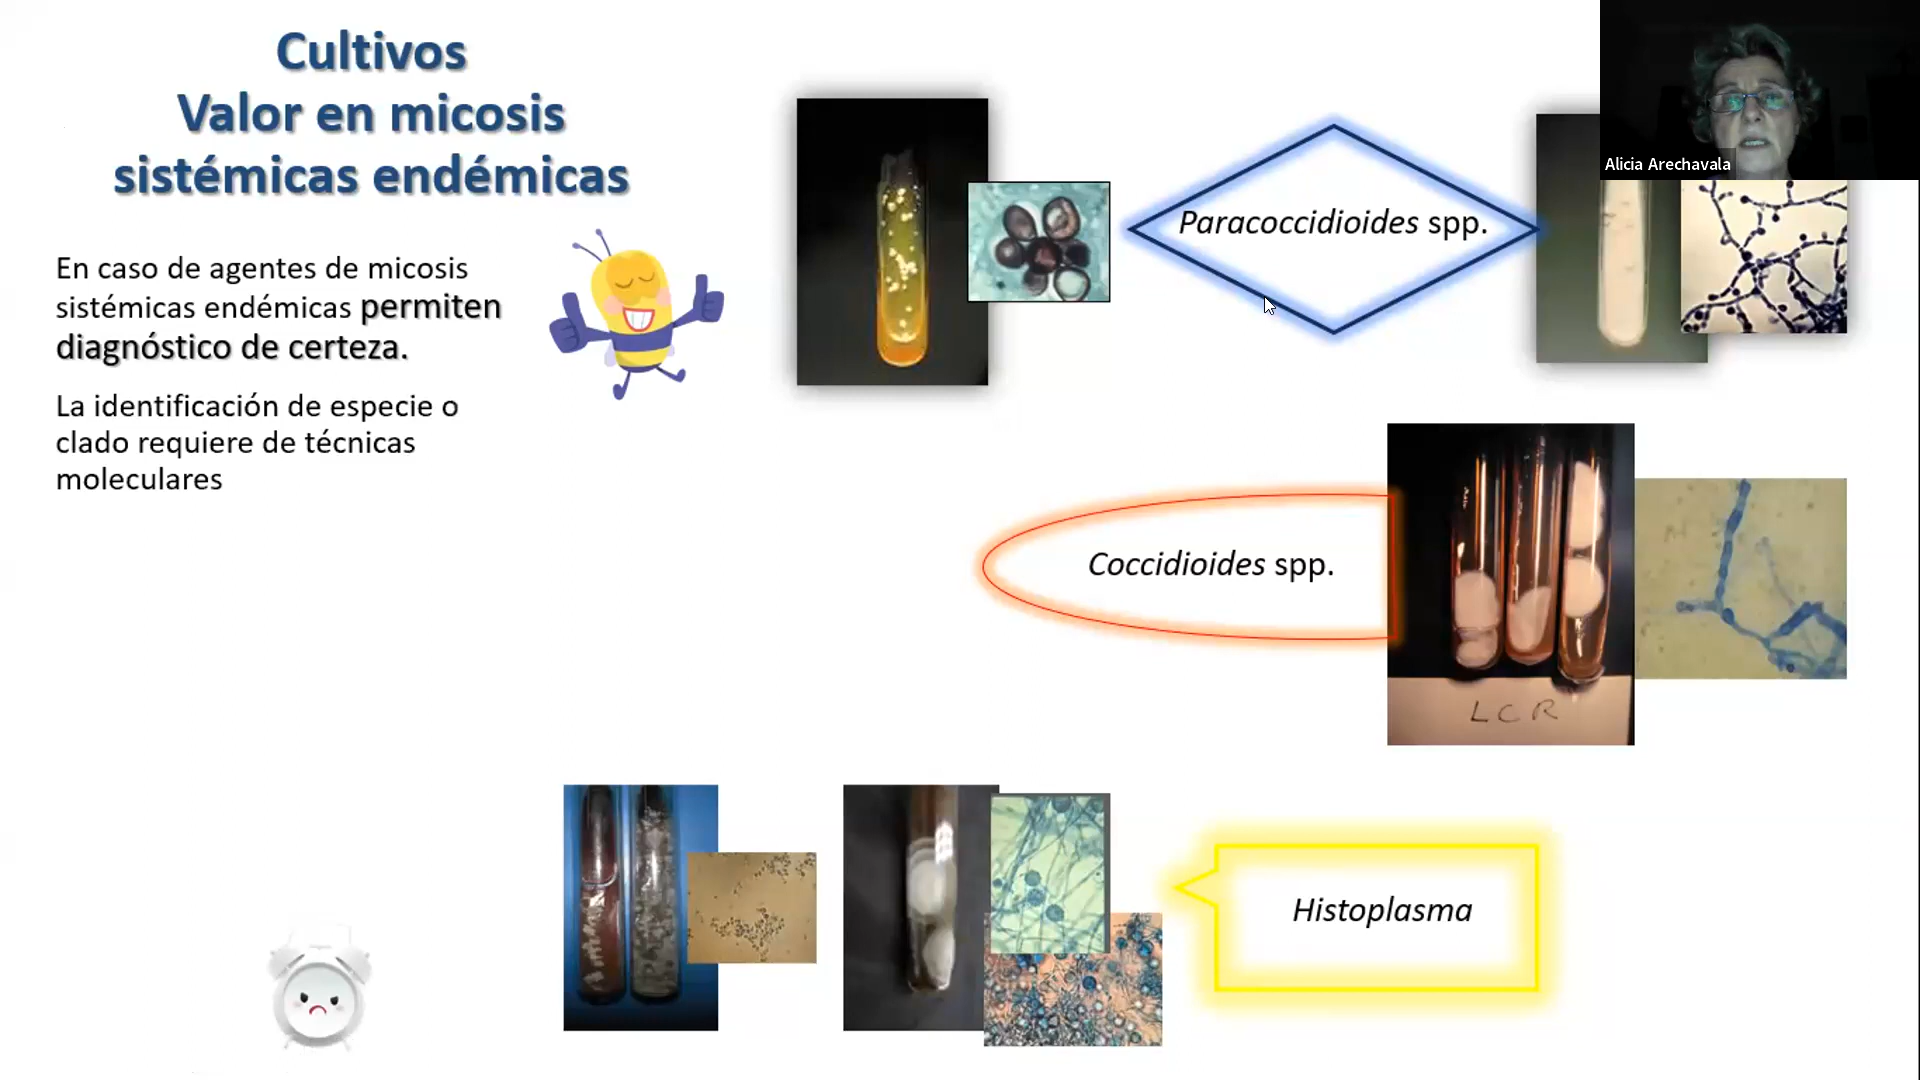 Cultivos
Valor en micosis
sistémicas endémicas
En caso de agentes de micosis
sistémicas endémicas permiten
diagnóstico de certeza.
La identificación de especie o
clado requiere de técnicas
moleculares
Paracoccidioides spp.
Alicia Arechavala
Coccidioides spp.
LCR
Histoplasma